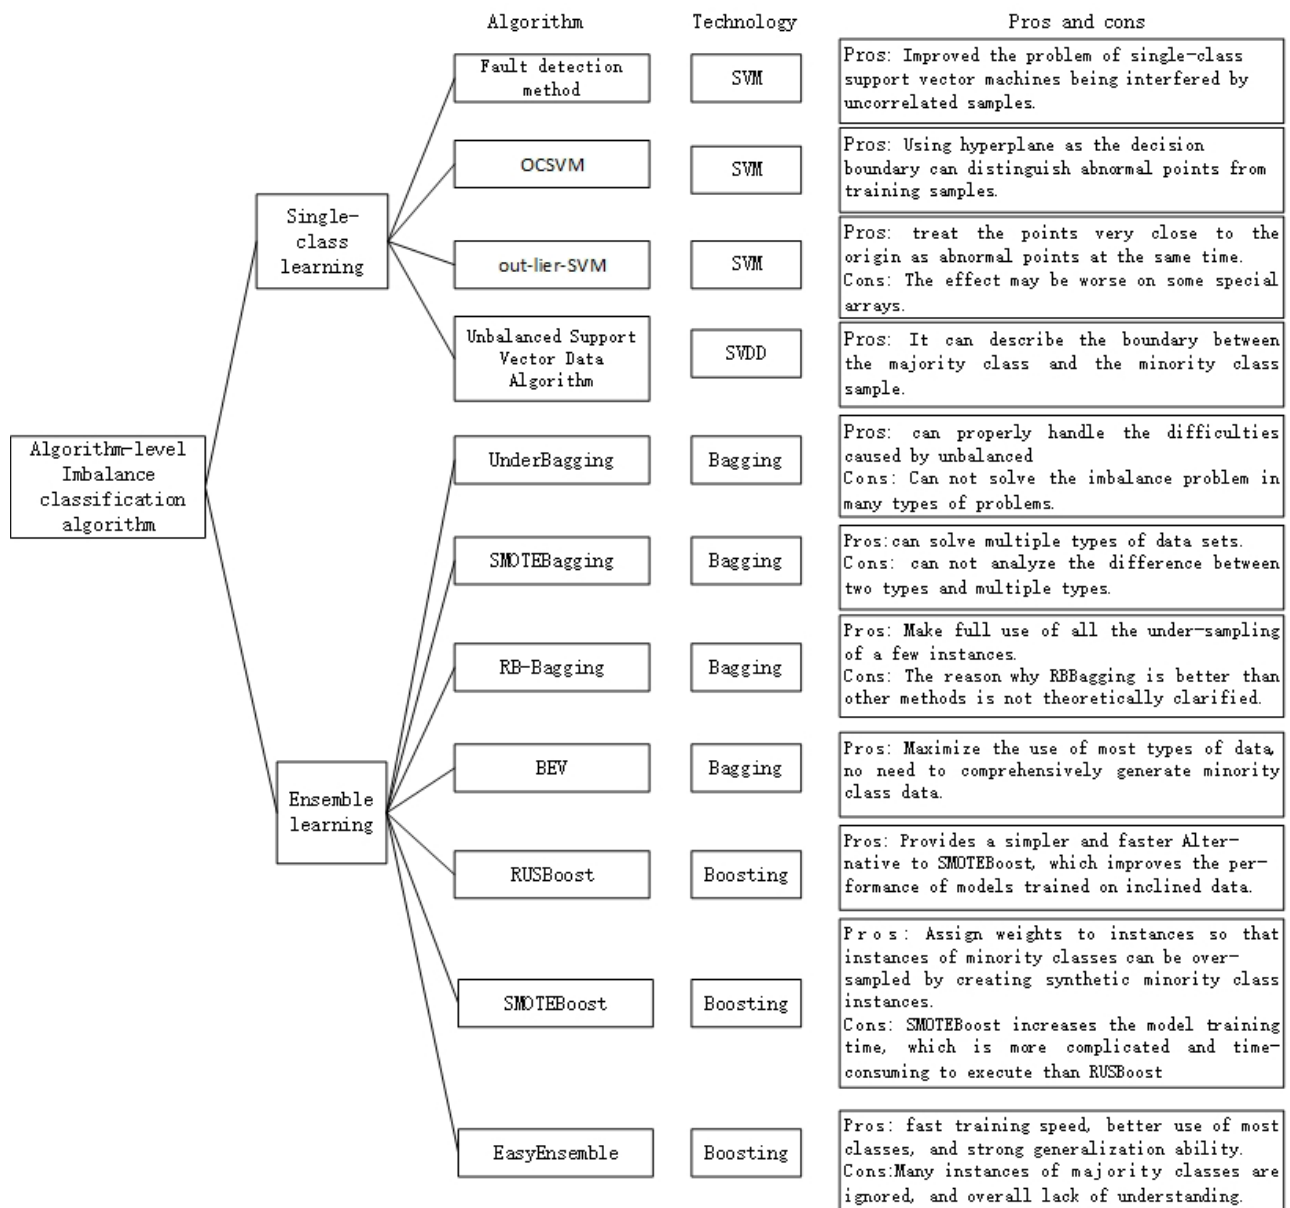 Algorithm
Technology
Pros and cons
Algorithm-level
Imbalance
classification
algorithm
Single-
class
learning
Fault detection
method
SVM
Pros: Improved the problem of single-class
support vector machines being interfered by
uncorrelated samples.
OCSVM
SVM
Pros: Using hyperplane as the decision
boundary can distinguish abnormal points from
training samples.
out-lier-SVM
SVM
Pros: treat the points very close to the
origin as abnormal points at the same time.
Cons: The effect may be worse on some special
arrays.
Unbalanced Support
Vector Data
Algorithm
SVDD
Pros: It can describe the boundary between
the majority class and the minority class
sample.
Ensemble
learning
UnderBagging
Bagging
Pros: can properly handle the difficulties
caused by unbalanced
Cons: Can not solve the imbalance problem in
many types of problems.
SMOTEBagging
Bagging
Pros:can solve multiple types of data sets.
Cons: can not analyze the difference between
two types and multiple types.
RB-Bagging
Bagging
Pros: Make full use of all the under-sampling
of a few instances.
Cons: The reason why RBBagging is better than
other methods is not theoretically clarified.
BEV
Bagging
Pros: Maximize the use of most types of data,
no need to comprehensively generate minority
class data.
RUSBoost
Boosting
Pros: Provides a simpler and faster Alter-
native to SMOTEBoost, which improves the per-
formance of models trained on inclined data.
SMOTEBoost
Boosting
Pros: Assign weights to instances so that
instances of minority classes can be over-
sampled by creating synthetic minority class
instances.
Cons: SMOTEBoost increases the model training
time, which is more complicated and time-
consuming to execute than RUSBoost
EasyEnsemble
Boosting
Pros: fast training speed, better use of most
classes, and strong generalization ability.
Cons:Many instances of majority classes are
ignored, and overall lack of understanding.